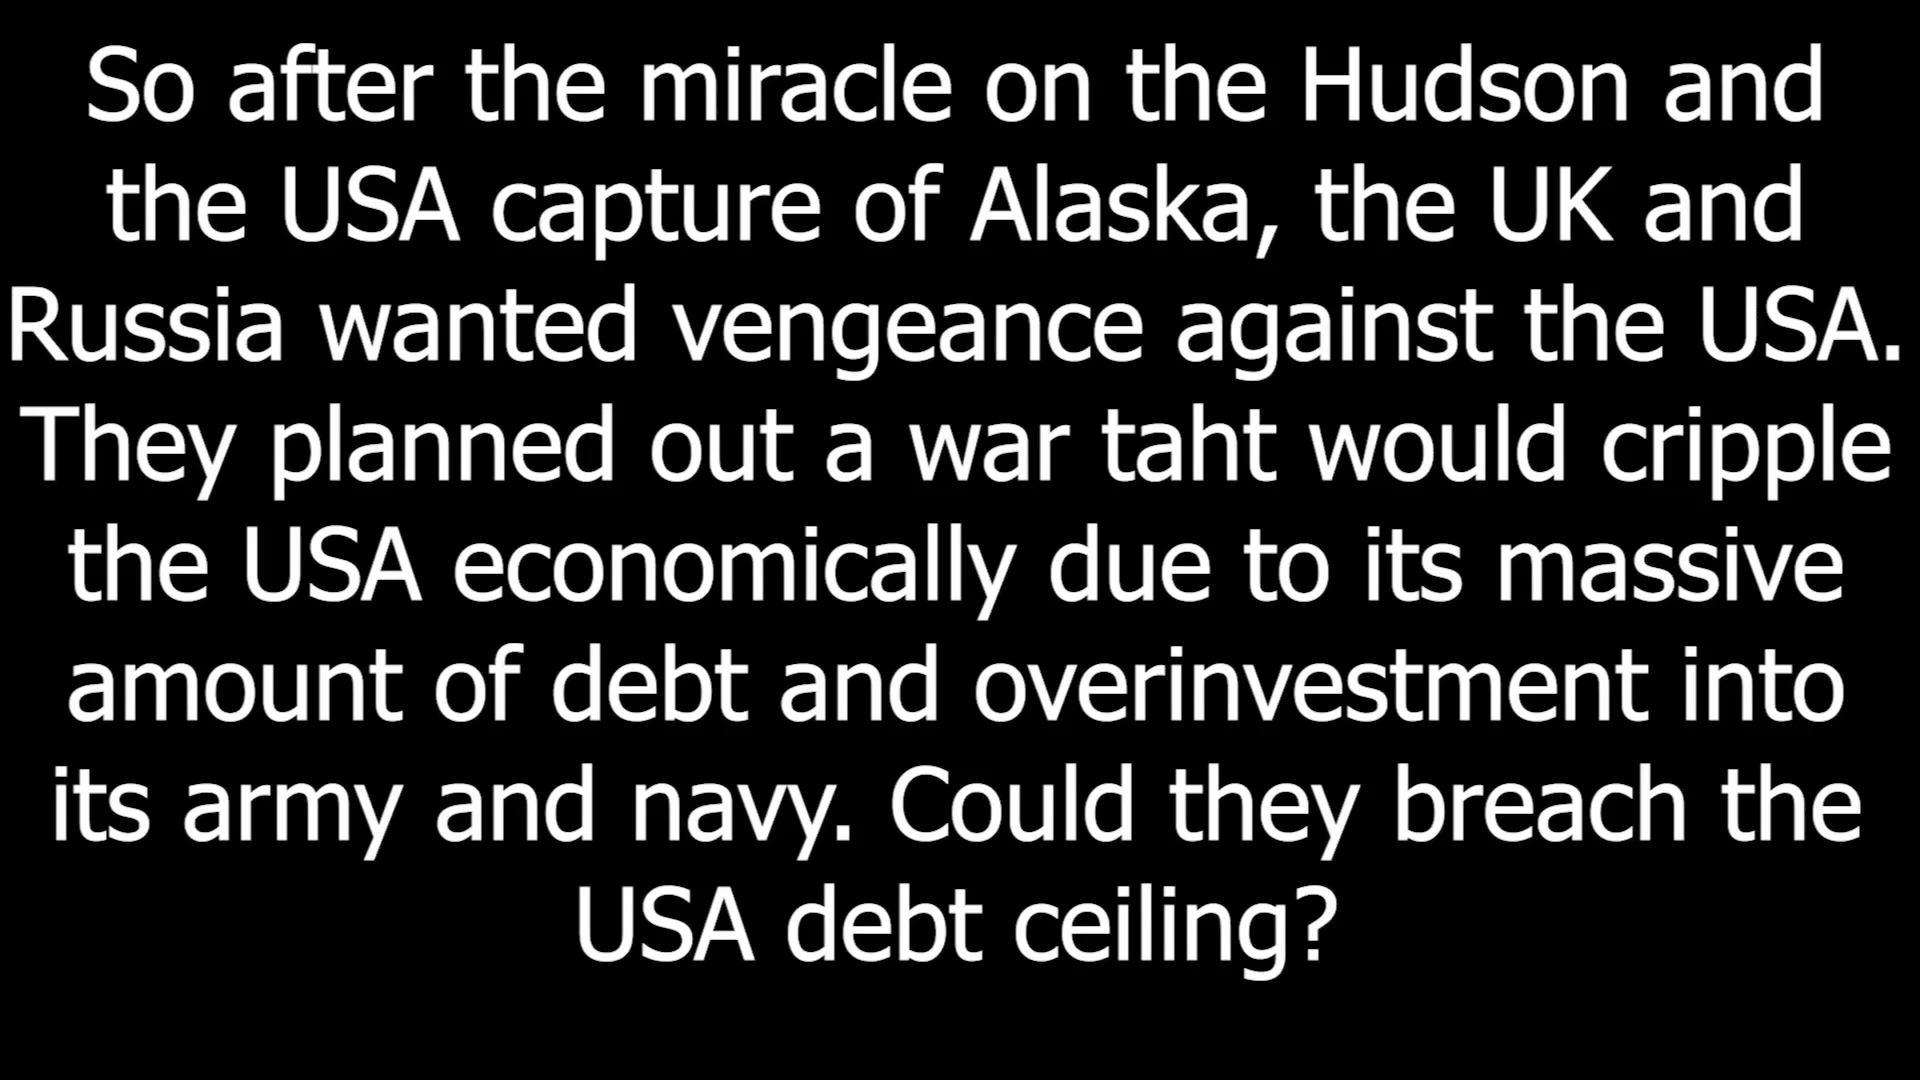 So after the miracle on the Hudson and
the USA capture of Alaska, the UK and
Russia wanted vengeance against the USA.
They planned out a war taht would cripple
the USA economically due to its massive
amount of debt and overinvestment into
its army and navy. Could they breach the
USA debt ceiling?